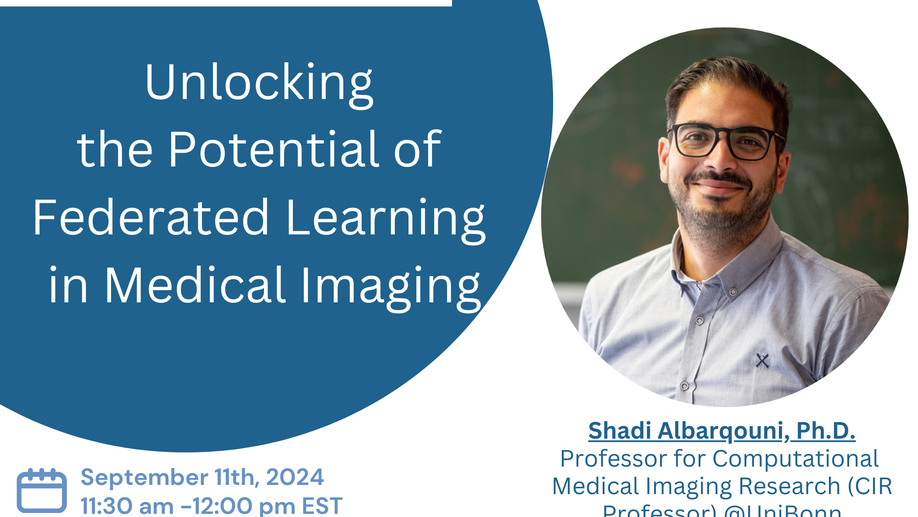 Unlocking
the Potential of
Federated Learning
in Medical Imaging
September 11th, 2024
11:30 am -12:00 pm EST
Shadi Albarqouni, Ph.D.
Professor for Computational
Medical Imaging Research (CIR
Professor) @UniBonn